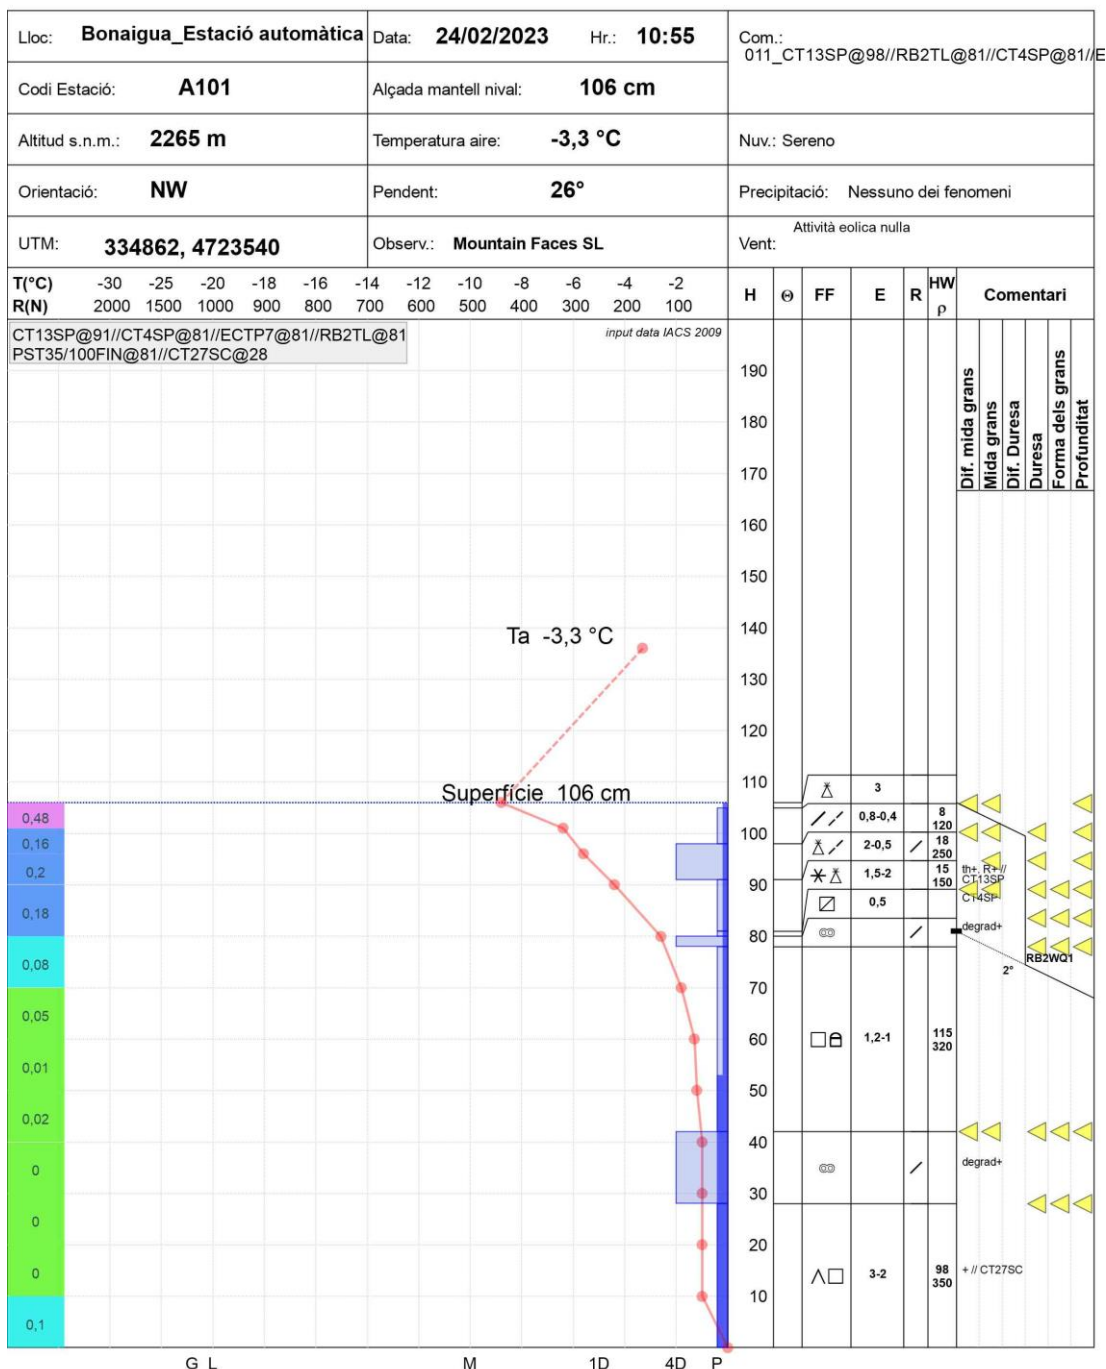 Lloc: Bonaigua_Estació automàtica Data: 24/02/2023 Hr.: 10:55 Com.:
011_CT13SP@98//RB2TL@81//CT4SP@81//E
Codi Estació: A101 Alçada mantell nival: 106 cm
Altitud s.n.m.: 2265 m Temperatura aire: -3,3 °C Nuv.: Sereno
Orientació: NW Pendent: 26° Precipitació: Nessuno dei fenomeni
UTM: 334862, 4723540 Observ.: Mountain Faces SL Vent: Attività eolica nulla
T(°C) -30 -25 -20 -18 -16 -14 -12 -10 -8 -6 -4 -2
R(N) 2000 1500 1000 900 800 700 600 500 400 300 200 100
H Θ FF E R HW ρ Comentari
CT13SP@91//CT4SP@81//ECTP7@81//RB2TL@81
PST35/100FIN@81//CT27SC@28
input data IACS 2009
Dif. mida grans
Mida grans
Dif. Duresa
Duresa
Forma dels grans
Profunditat
190
180
170
160
150
140
130
120
110
100
90
80
70
60
50
40
30
20
10
Ta -3,3 °C
Superfície 106 cm
0,48
0,16
0,2
0,18
0,08
0,05
0,01
0,02
0
0
0
0,1
3
0,8-0,4 8 120
2-0,5 18 250
1,5-2 15 150
th+, R+ //
CT13SP
0,5 CT4SP
degrad+
RB2WQ1
2°
1,2-1 115 320
degrad+
3-2 98 350
+ // CT27SC
G L M 1D 4D P